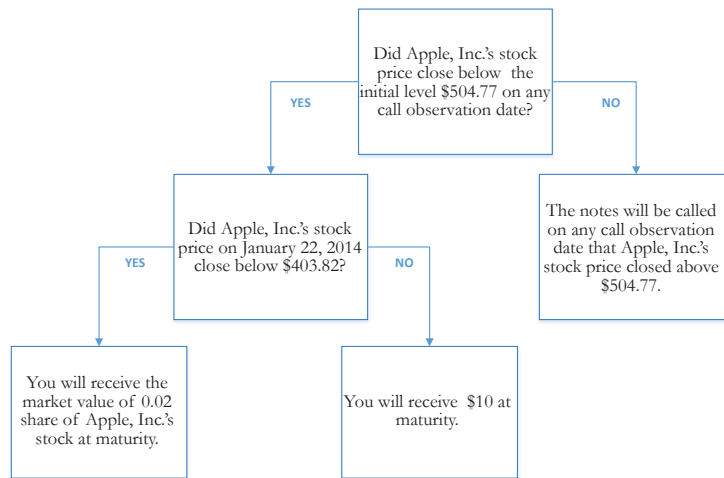 Did Apple, Inc.'s stock
price close below the
initial level $504.77 on any
call observation date?
YES
NO
Did Apple, Inc.'s stock
price on January 22, 2014
close below $403.82?
The notes will be called
on any call observation
date that Apple, Inc.'s
stock price closed above
$504.77.
YES
NO
You will receive the
market value of 0.02
share of Apple, Inc.'s
stock at maturity.
You will receive $10 at
maturity.